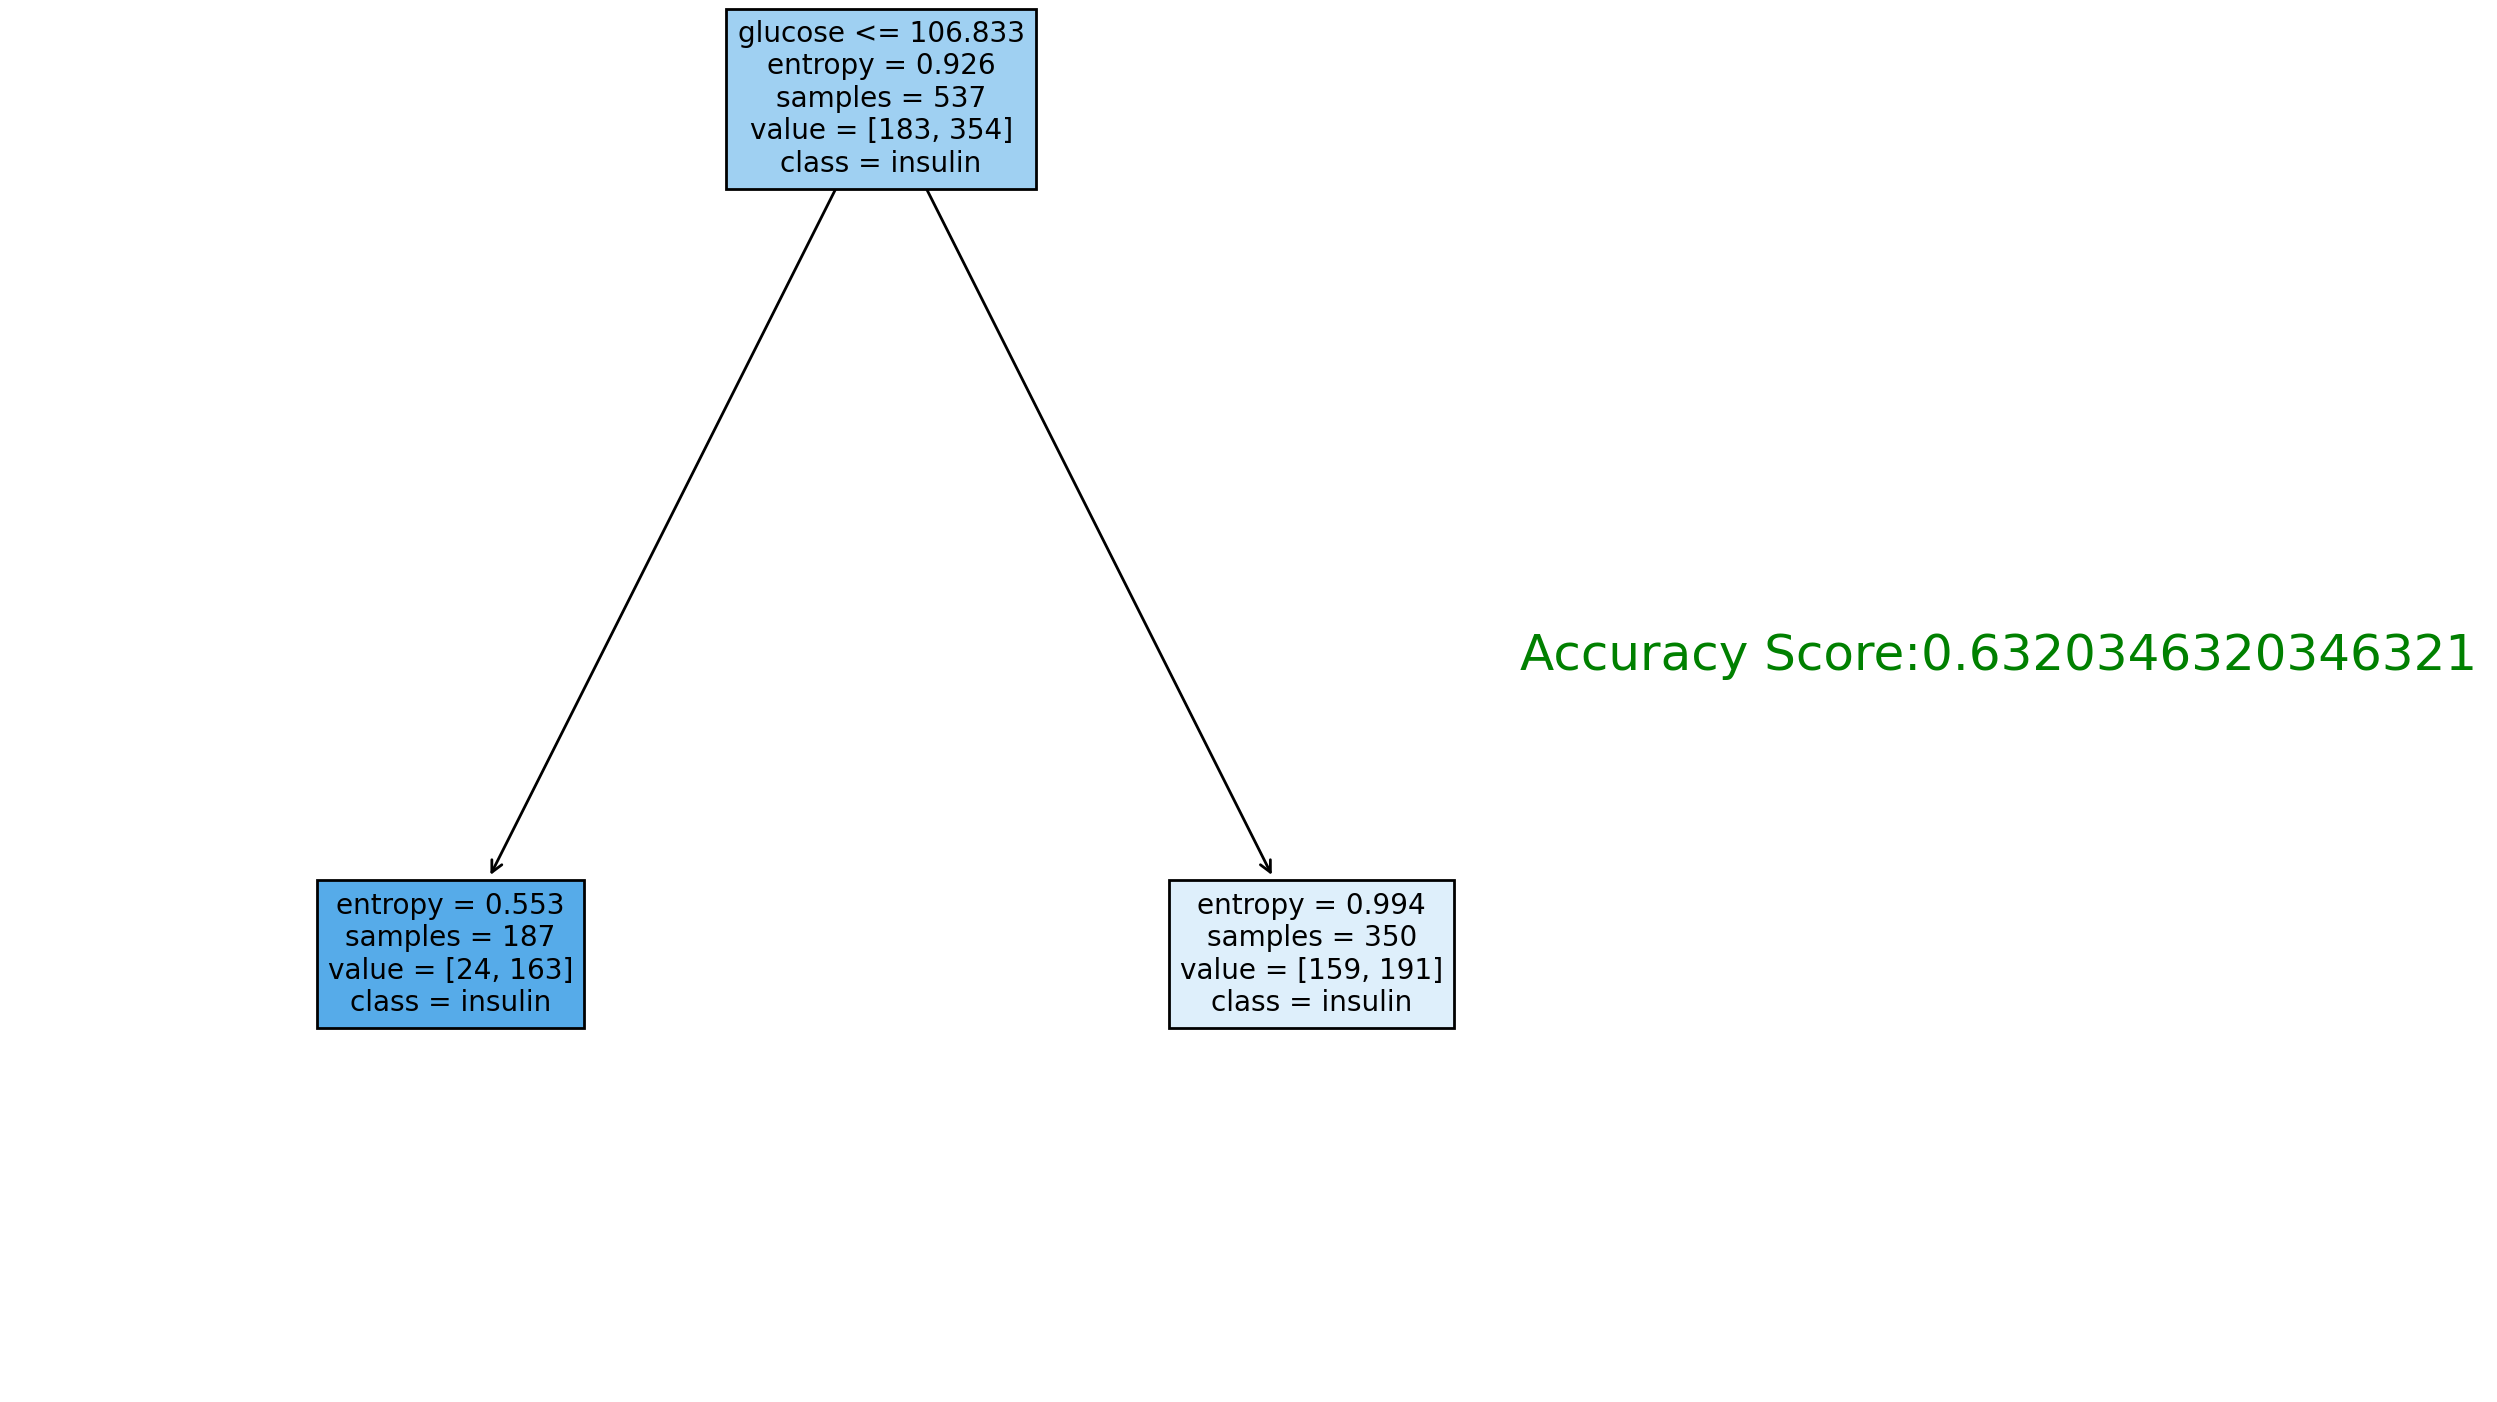 glucose <= 106.833
entropy = 0.926
samples = 537
value = [183, 354]
class = insulin
Accuracy Score:0.6320346320346321
entropy = 0.553
samples = 187
value = [24, 163]
class = insulin
entropy = 0.994
samples = 350
value = [159, 191]
class = insulin